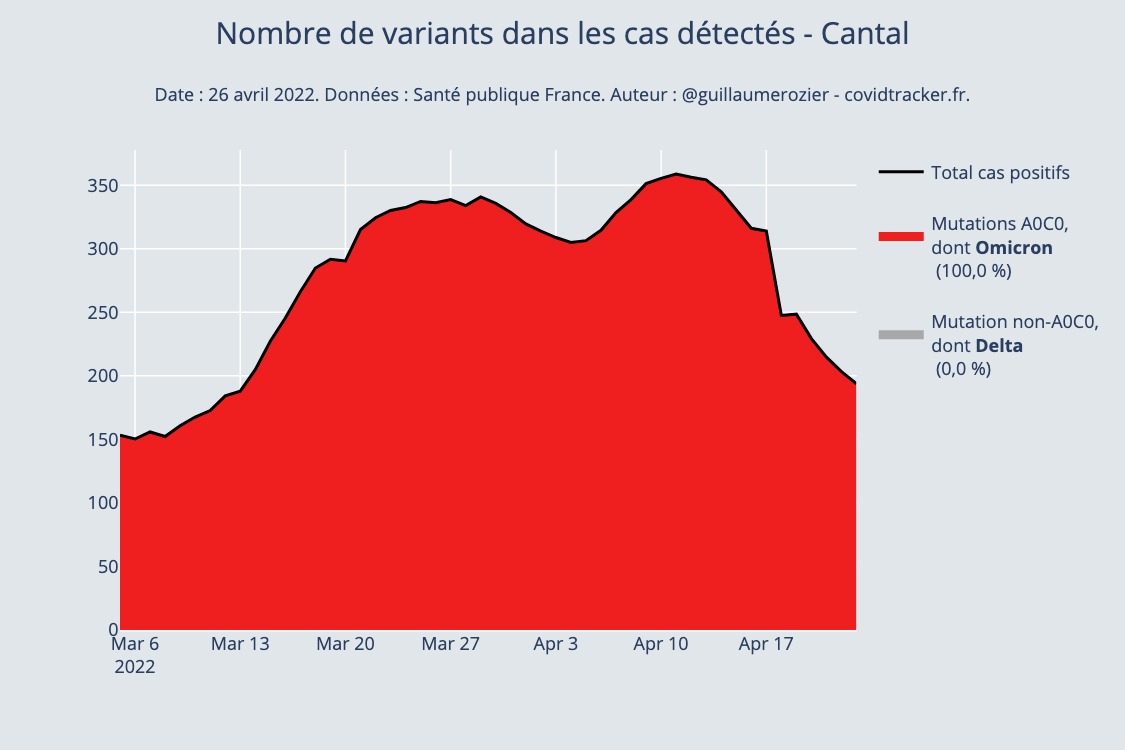 Nombre de variants dans les cas détectés - Cantal
Date : 26 avril 2022. Données : Santé publique France. Auteur : @guillaumerozier - covidtracker.fr.
350
300
250
200
150
100
50
0
Mar 6
2022
Mar 13
Mar 20
Mar 27
Apr 3
Apr 10
Apr 17
Total cas positifs
Mutations A0C0,
dont Omicron
(100,0 %)
Mutation non-A0C0,
dont Delta
(0,0 %)